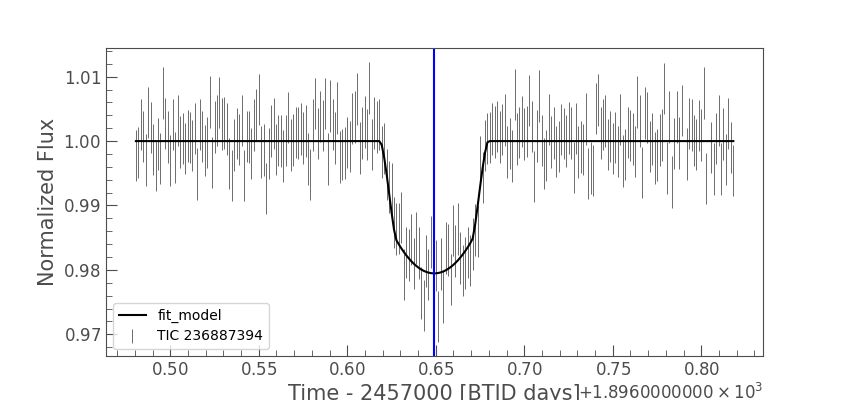 Normalized Flux
1.01
1.00
0.99
0.98
0.97
fit_model
TIC 236887394
0.50 0.55 0.60 0.65 0.70 0.75 0.80
Time - 2457000 [BTJD days]
+1.8960000000 × 10³